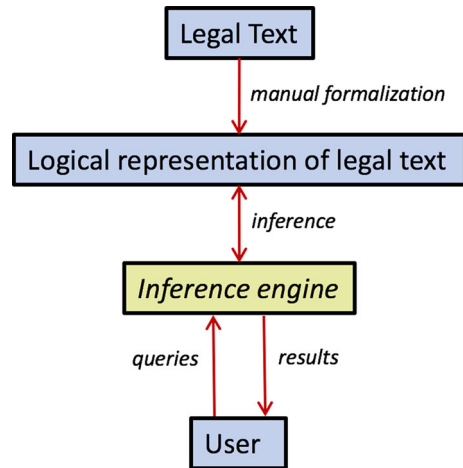 Legal Text
manual formalization
Logical representation of legal text
inference
Inference engine
queries
results
User